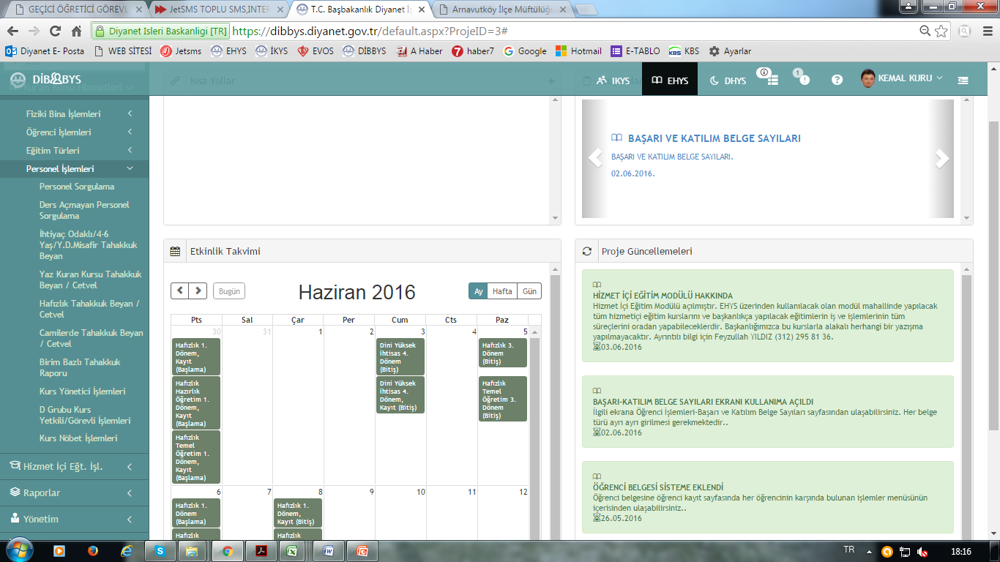 GEÇİCİ ÖĞRETİCİ GÖREVL
JetSMS TOPLU SMS,INTER
T.C. Başbakanlık Diyanet İş
Arnavutköy İlçe Müftülüğü
Diyanet Isleri Baskanligi [TR]
https://dibbys.diyanet.gov.tr/default.aspx?ProjeID=3#
Diyanet E- Posta
WEB SİTESİ
Jetsms
EHYS
İKYS
EVOS
DİBBYS
A Haber
haber7
Google
Hotmail
E-TABLO
KBS
Ayarlar
DİBBYS
Kuran Kursu Hizmetleri
Kısa Yollar
IKYS
EHYS
DHYS
1
KEMAL KURU
Fiziki Bina İşlemleri
Öğrenci İşlemleri
Eğitim Türleri
Personel İşlemleri
Personel Sorgulama
Ders Açmayan Personel
Sorgulama
İhtiyaç Odaklı/4-6
Yaş/Y.D.Misafir Tahakkuk
Beyan
Yaz Kuran Kursu Tahakkuk
Beyan / Cetvel
Hafızlık Tahakkuk Beyan /
Cetvel
Camilerde Tahakkuk Beyan
/ Cetvel
Birim Bazlı Tahakkuk
Raporu
Kurs Yönetici İşlemleri
D Grubu Kurs
Yetkili/Görevli İşlemleri
Kurs Nöbet İşlemleri
Hizmet İçi Eğt. İşl.
Raporlar
Yönetim
BAŞARI VE KATILIM BELGE SAYILARI
BAŞARI VE KATILIM BELGE SAYILARI.
02.06.2016.
Etkinlik Takvimi
Bugün
Haziran 2016
Ay
Hafta
Gün
Pts
Sal
Çar
Per
Cum
Cts
Paz
30
31
1
2
3
4
5
Hafızlık 1.
Dönem,
Kayıt
(Başlama)
Hafızlık
Hazırlık
Öğretim 1.
Dönem,
Kayıt
(Başlama)
Hafızlık
Temel
Öğretim 1.
Dönem,
Kayıt
(Başlama)
Dini Yüksek
İhtisas 4.
Dönem
(Bitiş)
Dini Yüksek
İhtisas 4.
Dönem,
Kayıt (Bitiş)
Hafızlık 3.
Dönem
(Bitiş)
Hafızlık
Temel
Öğretim 3.
Dönem
(Bitiş)
6
7
8
9
10
11
12
Hafızlık 1.
Dönem
(Başlama)
Hafızlık
Hafızlık 1.
Dönem,
Kayıt (Bitiş)
Hafızlık
Proje Güncellemeleri
HİZMET İÇİ EĞİTİM MODÜLÜ HAKKINDA
Hizmet İçi Eğitim Modülü açılmıştır. EHYS üzerinden kullanılacak olan modül mahallinde yapılacak
tüm hizmetiçi eğitim kurslarını ve başkanlıkça yapılacak eğitimlerin iş ve işlemlerinin tüm
süreçlerini oradan yapabileceklerdir. Başkanlığımızca bu kurslarla alakalı herhangi bir yazışma
yapılmayacaktır. Ayrıntılı bilgi için Feyzullah YILDIZ (312) 295 81 36.
03.06.2016
BAŞARI-KATILIM BELGE SAYILARI EKRANI KULLANIMA AÇILDI
İlgili ekrana Öğrenci İşlemleri-Başarı ve Katılım Belge Sayıları sayfasından ulaşabilirsiniz. Her belge
türü ayrı ayrı girilmesi gerekmektedir..
02.06.2016
ÖĞRENCİ BELGESİ SİSTEME EKLENDİ
Öğrenci belgesine öğrenci kayıt sayfasında her öğrencinin karşında bulunan işlemler menüsünün
içerisinden ulaşabilirsiniz..
26.05.2016
TR
18:16